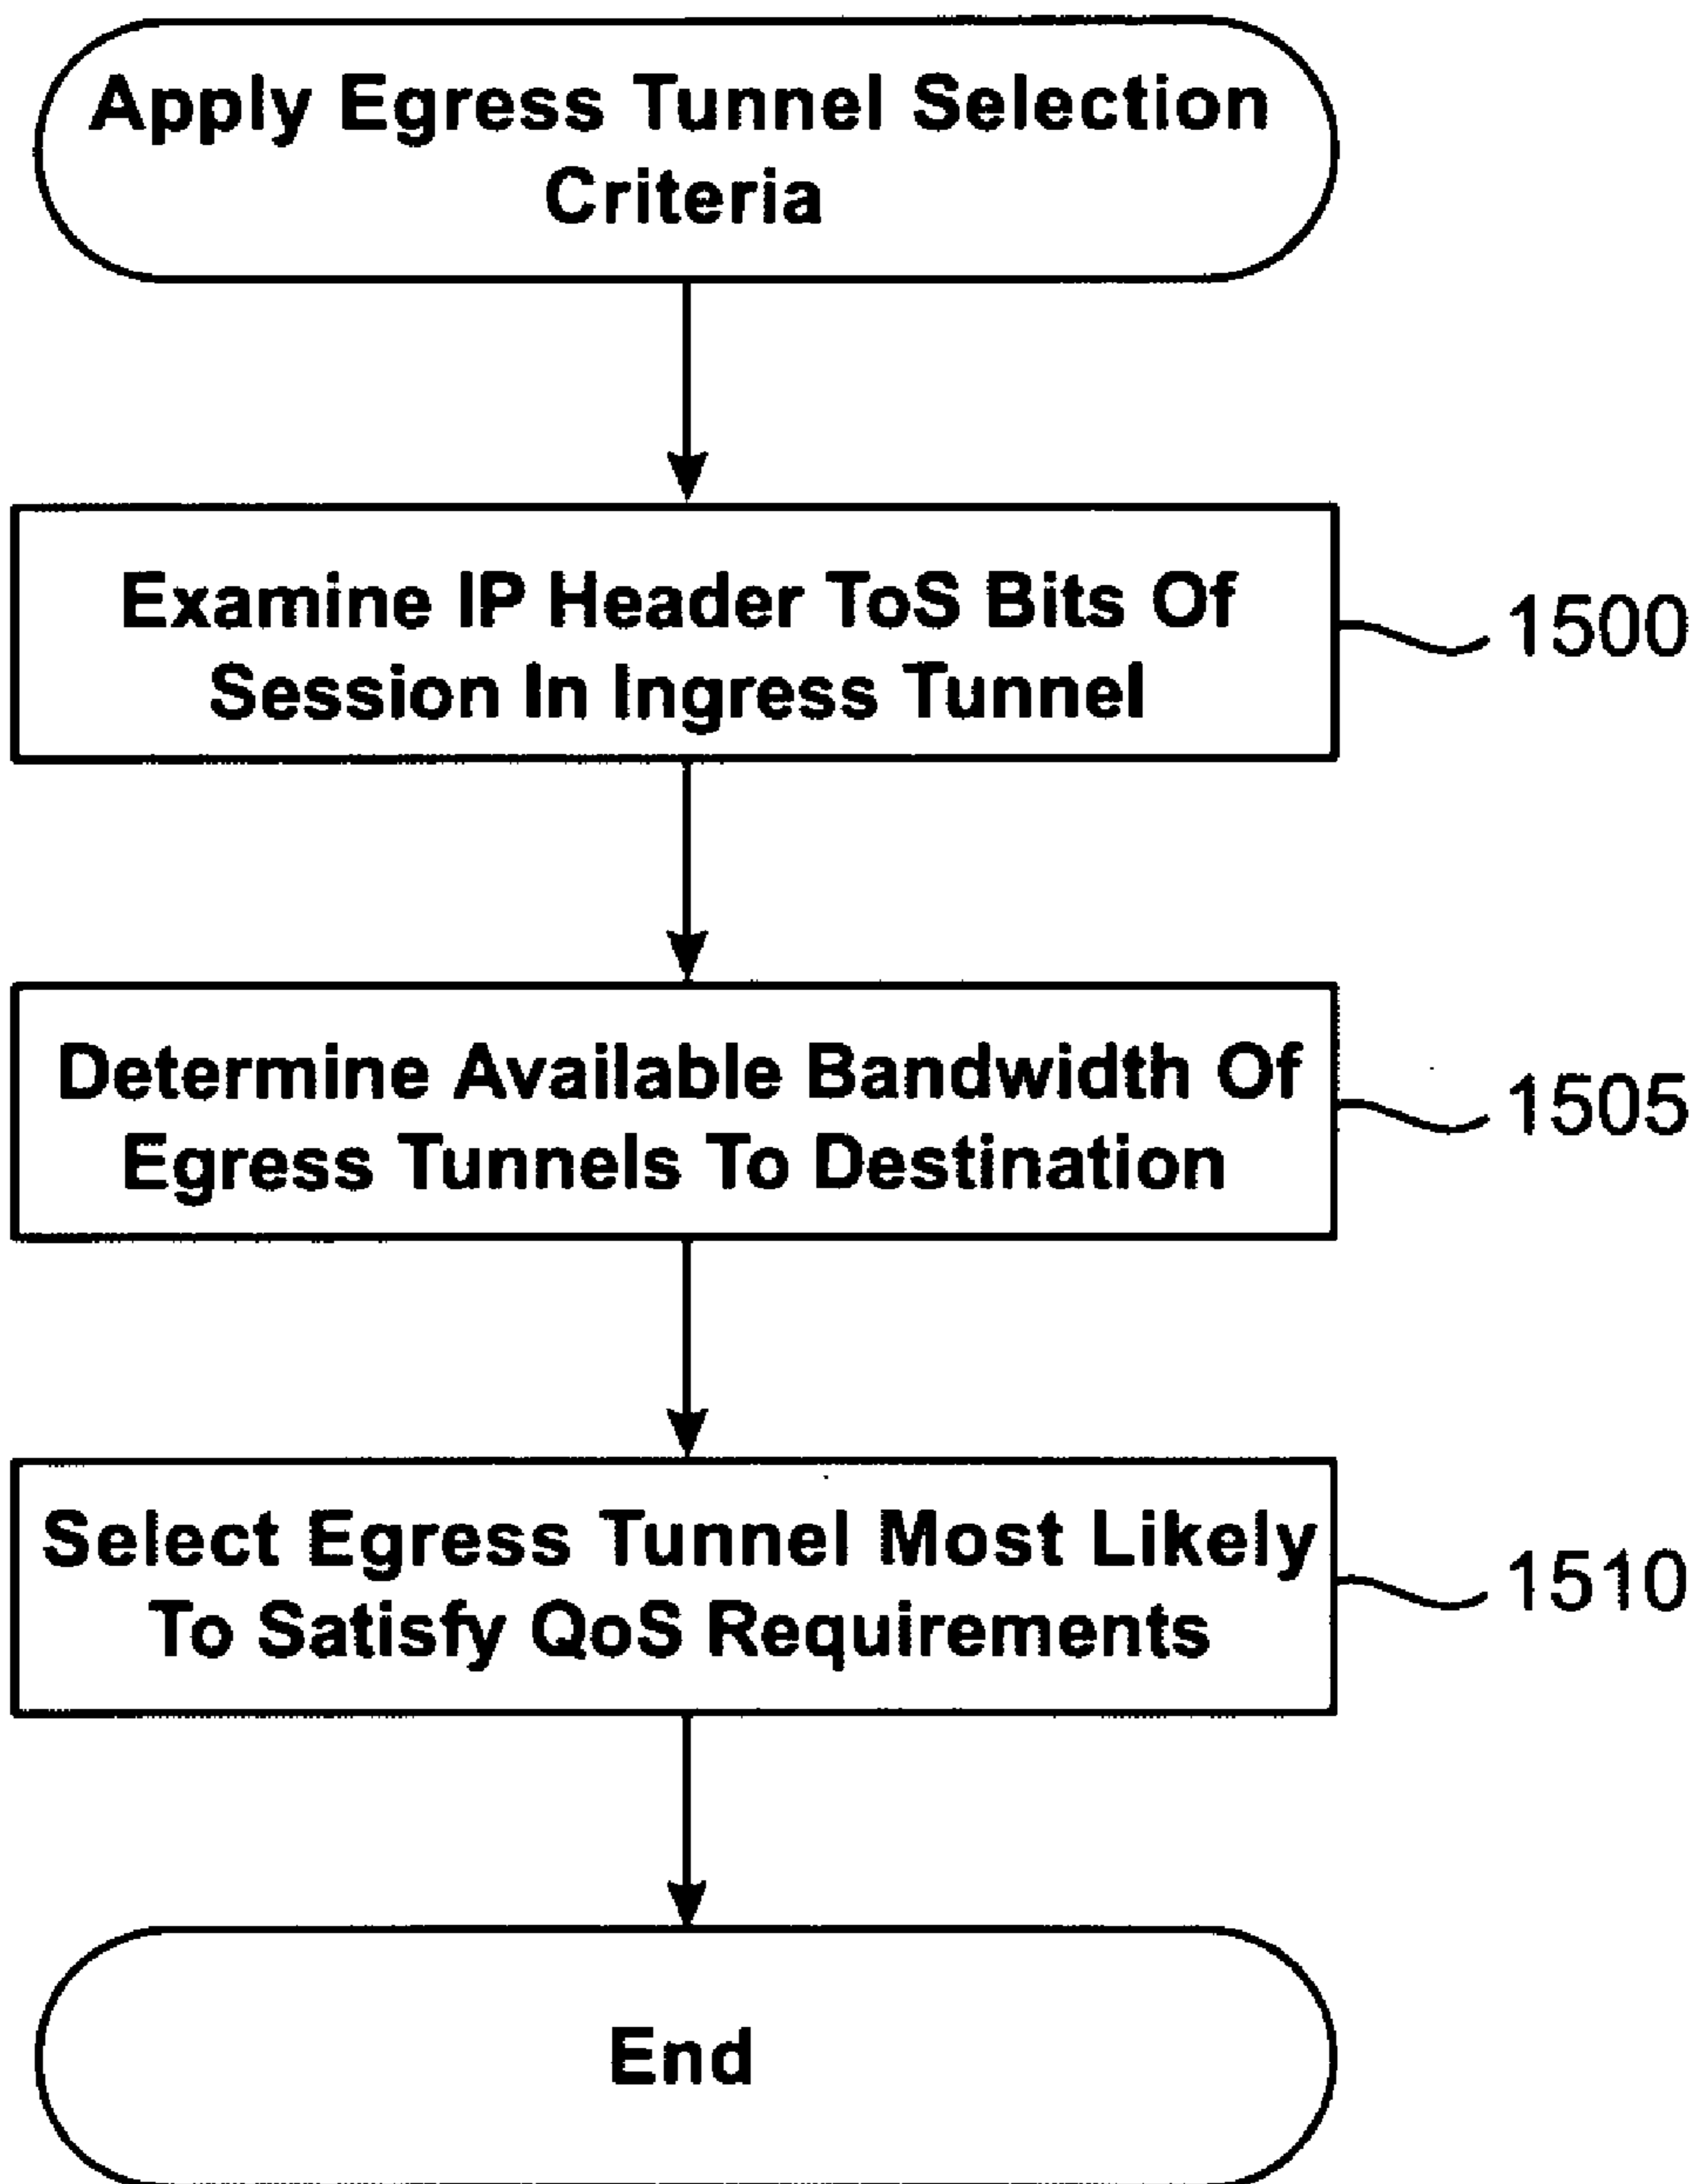 Apply Egress Tunnel Selection
Criteria
Examine IP Header ToS Bits Of
Session In Ingress Tunnel
1500
Determine Available Bandwidth Of
Egress Tunnels To Destination
1505
Select Egress Tunnel Most Likely
To Satisfy QoS Requirements
1510
End